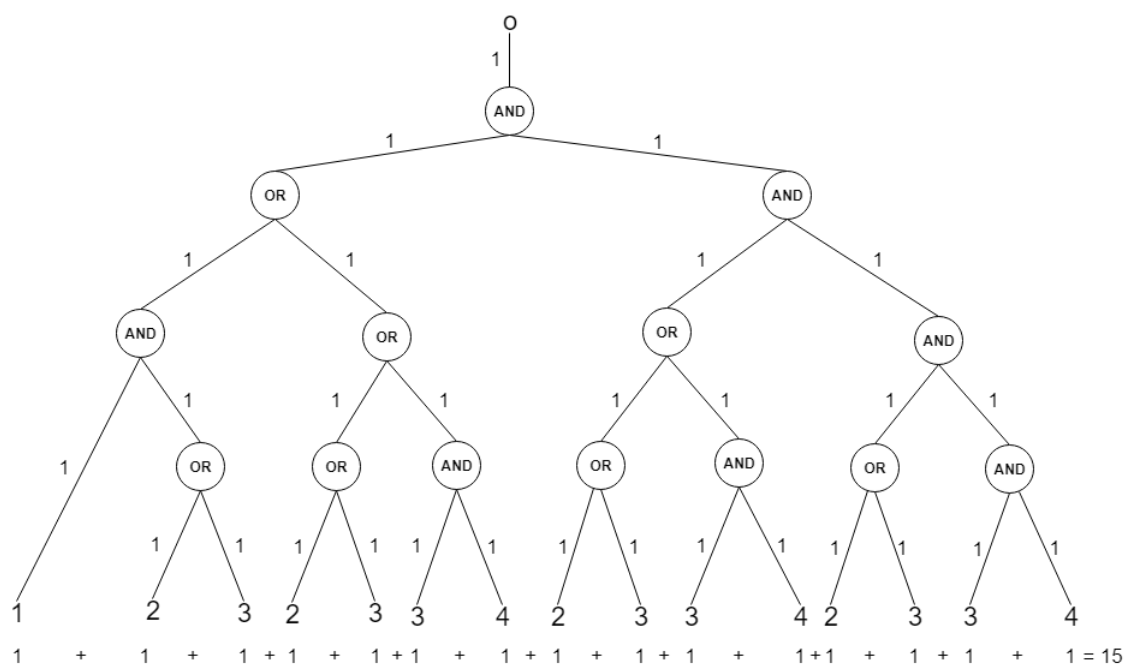 O
1
AND
1 1
OR AND
1 1 1 1
AND OR OR AND
1 1 1 1 1 1 1
1
OR OR AND OR AND OR AND
1 1 1 1 1 1 1 1 1 1 1 1 1 1
1 2 3 2 3 3 4 2 3 3 4 2 3 3 4
1 + 1 + 1 + 1 + 1 + 1 + 1 + 1 + 1 + 1 + 1 + 1 + 1 + 1 + 1 = 15